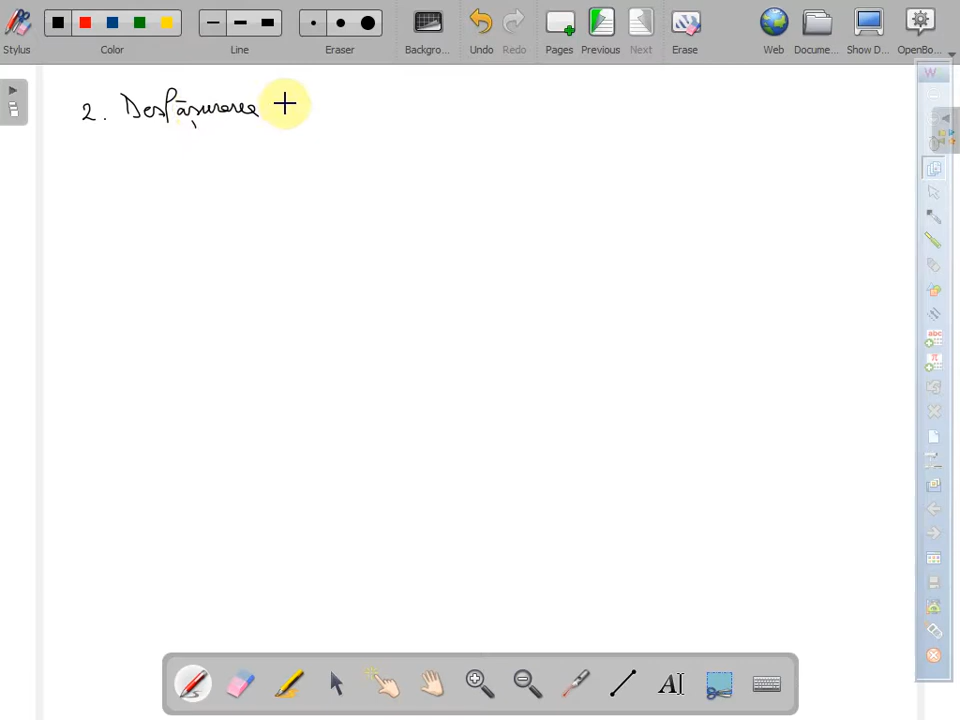 Stylus
Color
Line
Eraser
Backgro...
Undo
Redo
Pages
Previous
Next
Erase
Web
Docume...
Show D...
OpenBo...
2. Desfășurarea